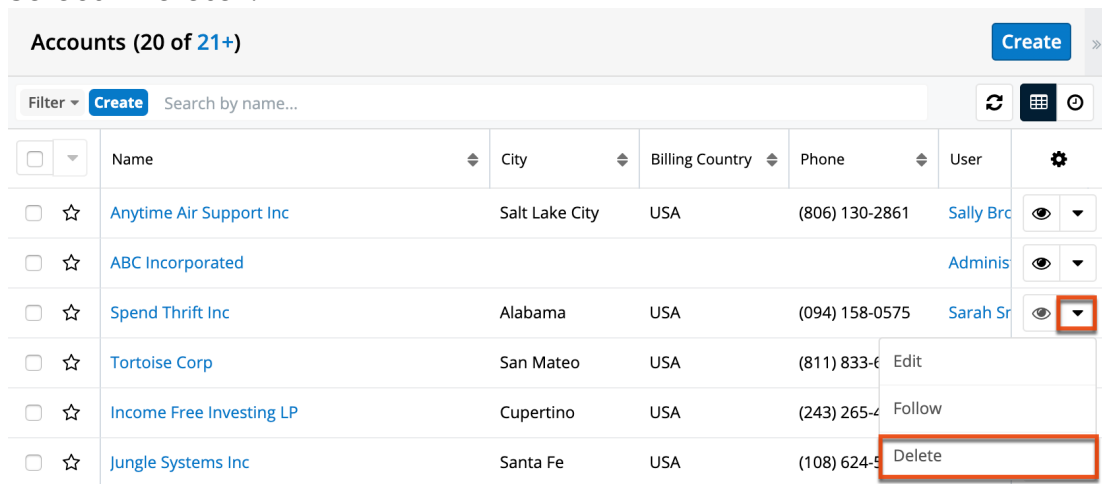 Accounts (20 of 21+) Create »
Filter Create Search by name...
Name City Billing Country Phone User
Anytime Air Support Inc Salt Lake City USA (806) 130-2861 Sally Brc
ABC Incorporated Adminis
Spend Thrift Inc Alabama USA (094) 158-0575 Sarah Sr
Tortoise Corp San Mateo USA (811) 833-6 Edit
Income Free Investing LP Cupertino USA (243) 265-4 Follow
Jungle Systems Inc Santa Fe USA (108) 624-5 Delete